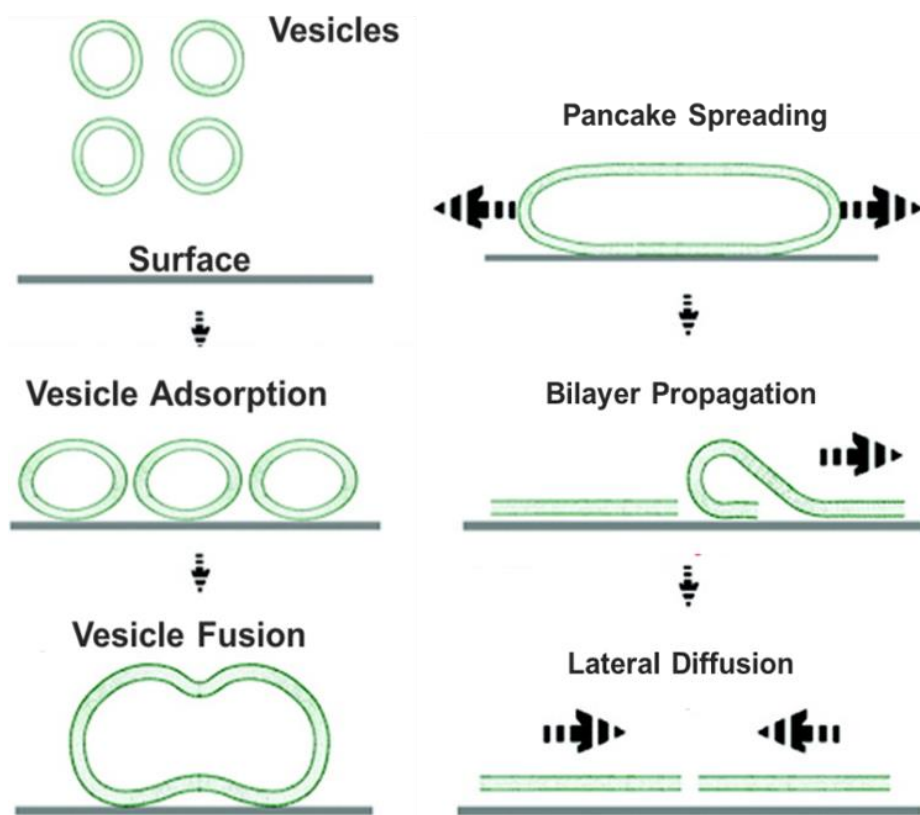 Vesicles
Surface
Vesicle Adsorption
Vesicle Fusion
Pancake Spreading
Bilayer Propagation
Lateral Diffusion